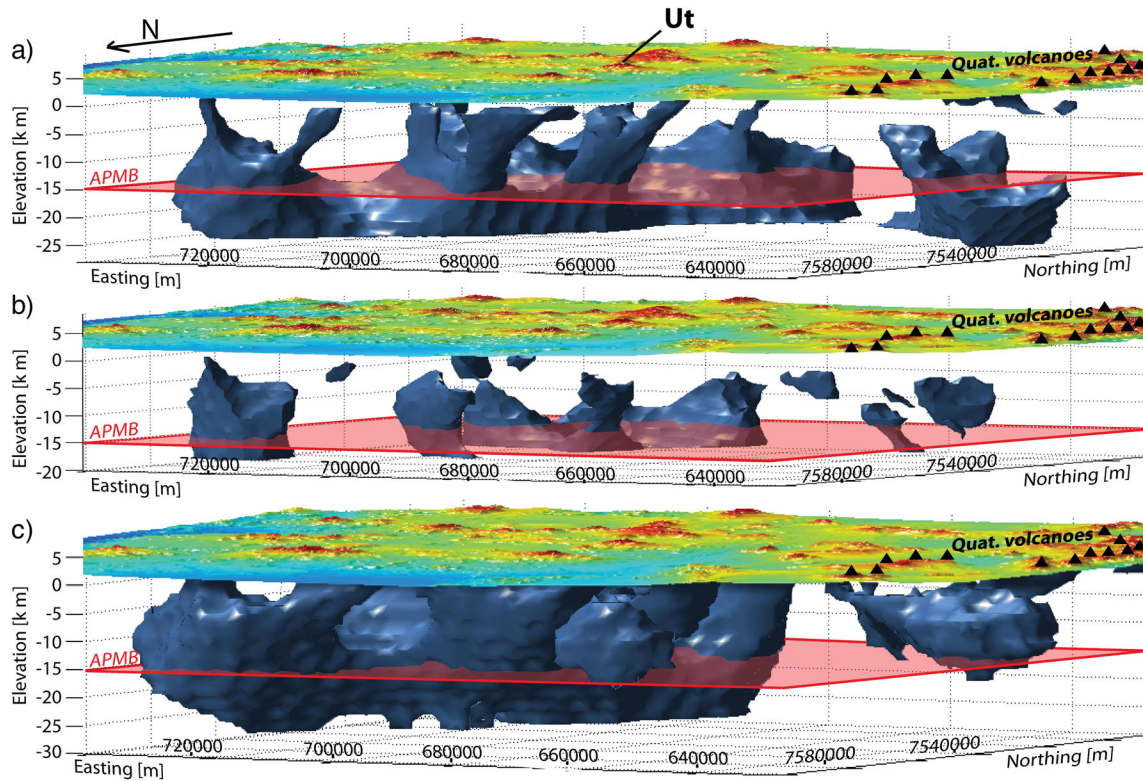 a)
N
Ut
Quat. volcanoes
5
0
-5
-10
-15
-20
-25
Elevation [k m]
APMB
720000
700000
680000
660000
640000
7580000
7540000
Easting [m]
Northing [m]
b)
Quat. volcanoes
5
0
-5
-10
-15
-20
Elevation [k m]
APMB
720000
700000
680000
660000
640000
7580000
7540000
Easting [m]
Northing [m]
c)
Quat. volcanoes
5
0
-5
-10
-15
-20
-25
-30
Elevation [k m]
APMB
720000
700000
680000
660000
640000
7580000
7540000
Easting [m]
Northing [m]